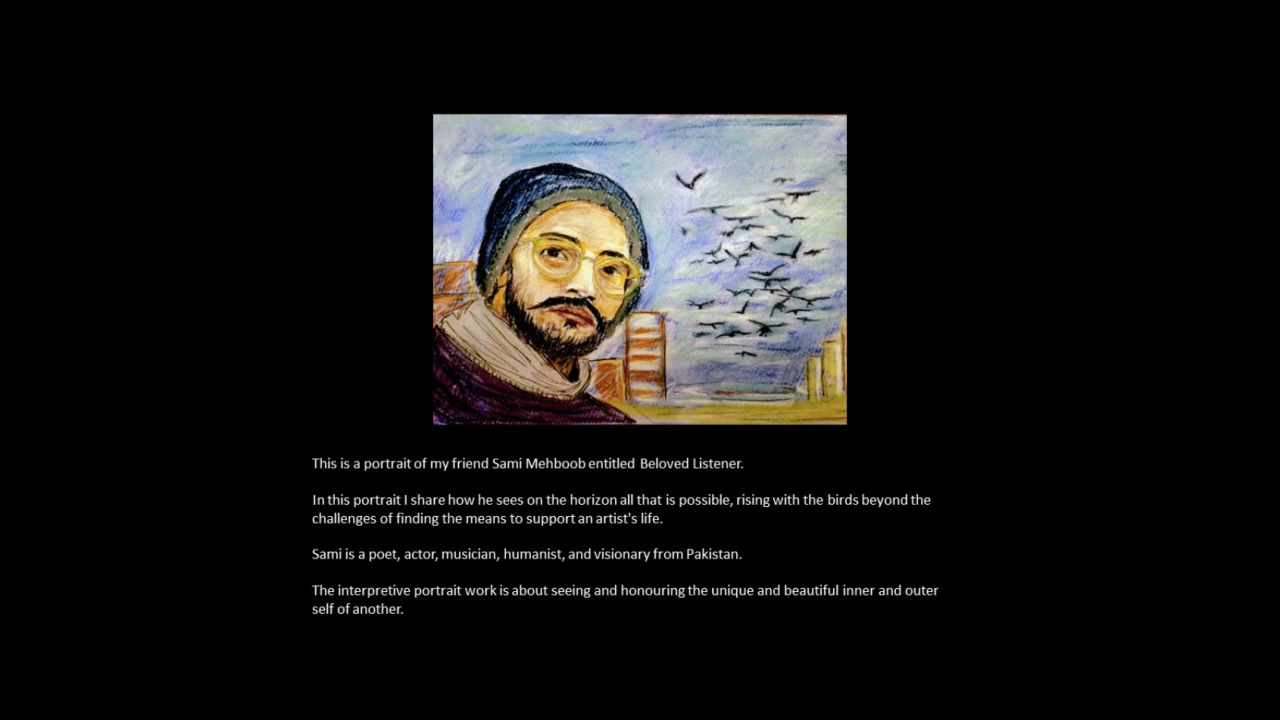 This is a portrait of my friend Sami Mehboob entitled Beloved Listener.
In this portrait I share how he sees on the horizon all that is possible, rising with the birds beyond the
challenges of finding the means to support an artist's life.
Sami is a poet, actor, musician, humanist, and visionary from Pakistan.
The interpretive portrait work is about seeing and honouring the unique and beautiful inner and outer
self of another.